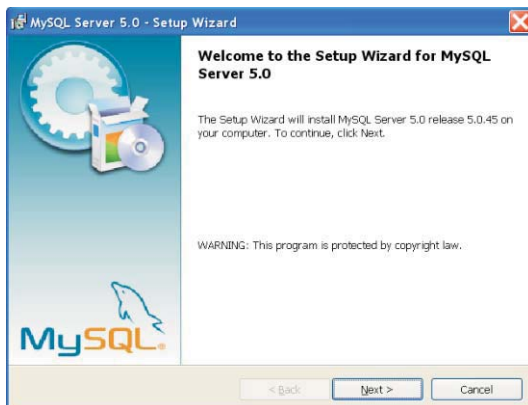 MySQL Server 5.0 - Setup Wizard
Welcome to the Setup Wizard for MySQL
Server 5.0
The Setup Wizard will install MySQL Server 5.0 release 5.0.45 on
your computer. To continue, click Next.
WARNING: This program is protected by copyright law.
MySQL®
< Back
Next >
Cancel